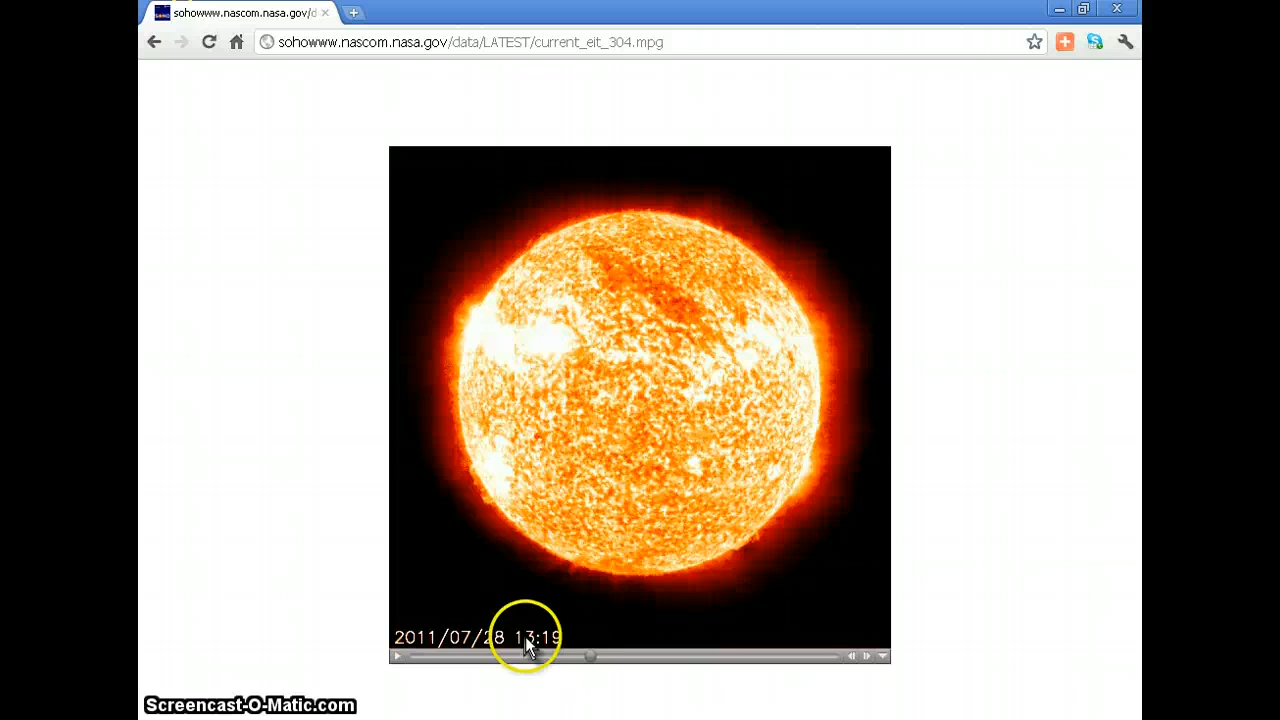 sohowww.nascom.nasa.gov/d
sohowww.nascom.nasa.gov/data/LATEST/current_eit_304.mpg
2011/07/28 13:19
Screencast-O-Matic.com